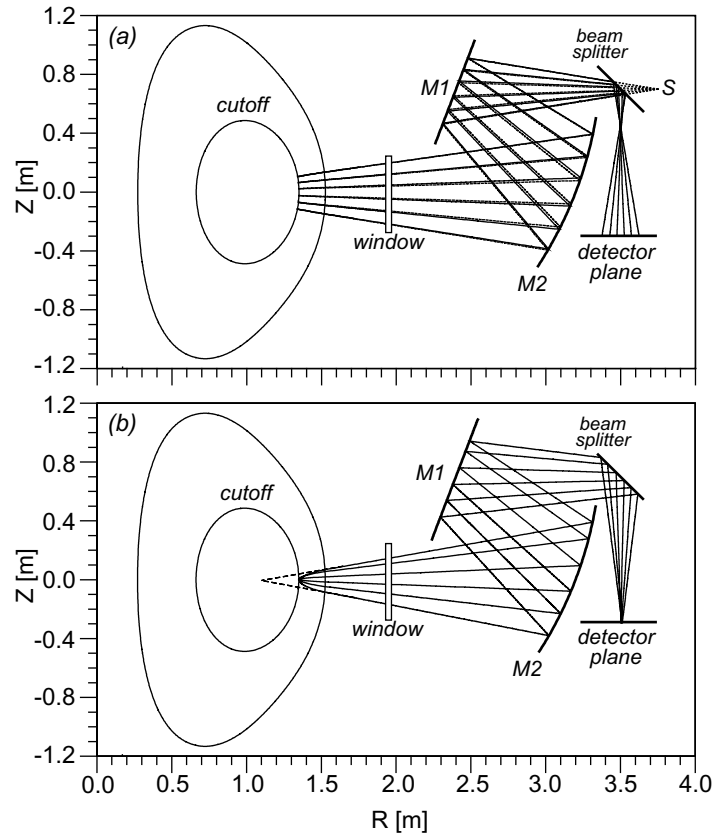 (a)
1.2
0.8
0.4
0.0
-0.4
-0.8
-1.2
Z [m]
cutoff
window
M1
M2
beam
splitter
S
detector
plane
(b)
1.2
0.8
0.4
0.0
-0.4
-0.8
-1.2
Z [m]
cutoff
window
M1
M2
beam
splitter
detector
plane
0.0 0.5 1.0 1.5 2.0 2.5 3.0 3.5 4.0
R [m]